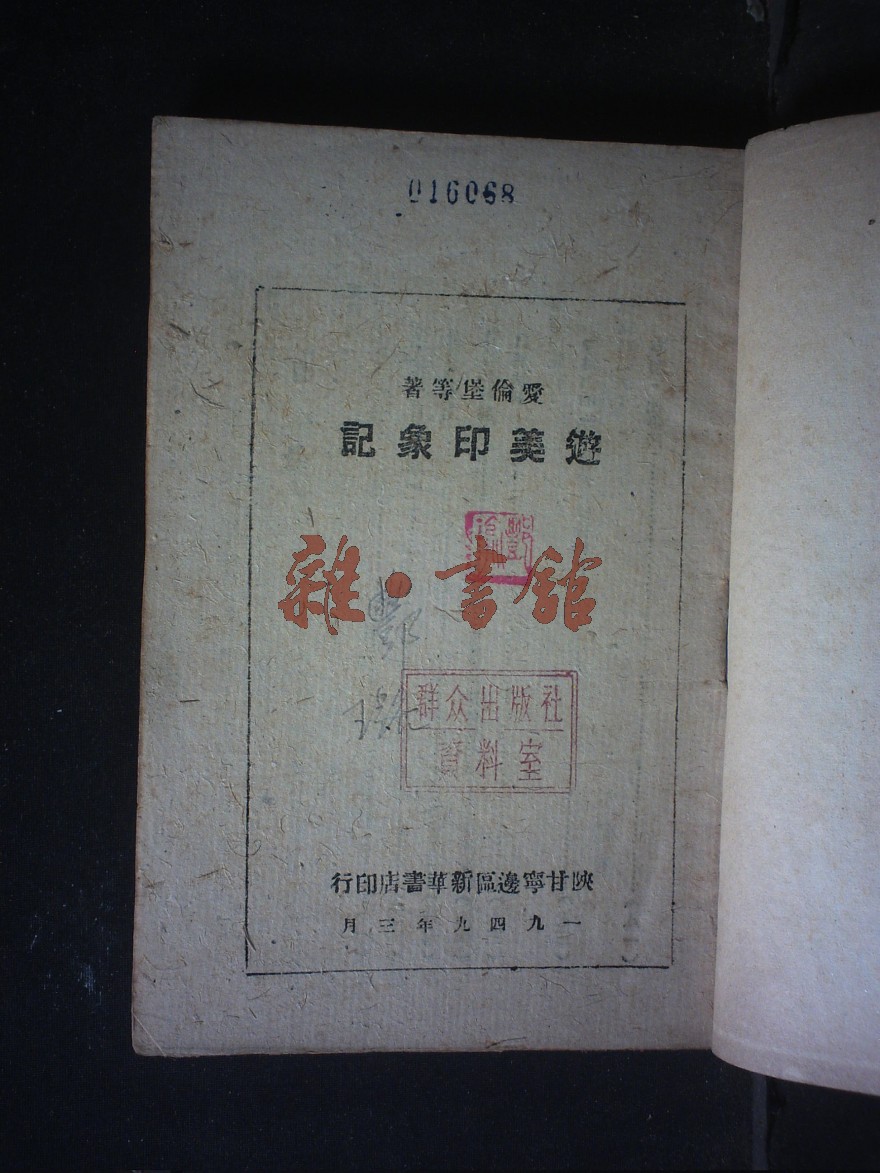 016068
愛倫堡等著
遊美印象記
雜·書館
群众出版社
資料室
陝甘寧邊區新華書店印行
一九四九年三月